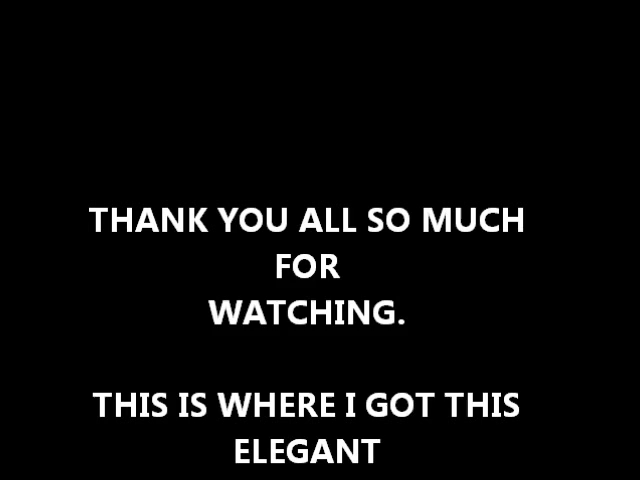 THANK YOU ALL SO MUCH
FOR
WATCHING.
THIS IS WHERE I GOT THIS
ELEGANT